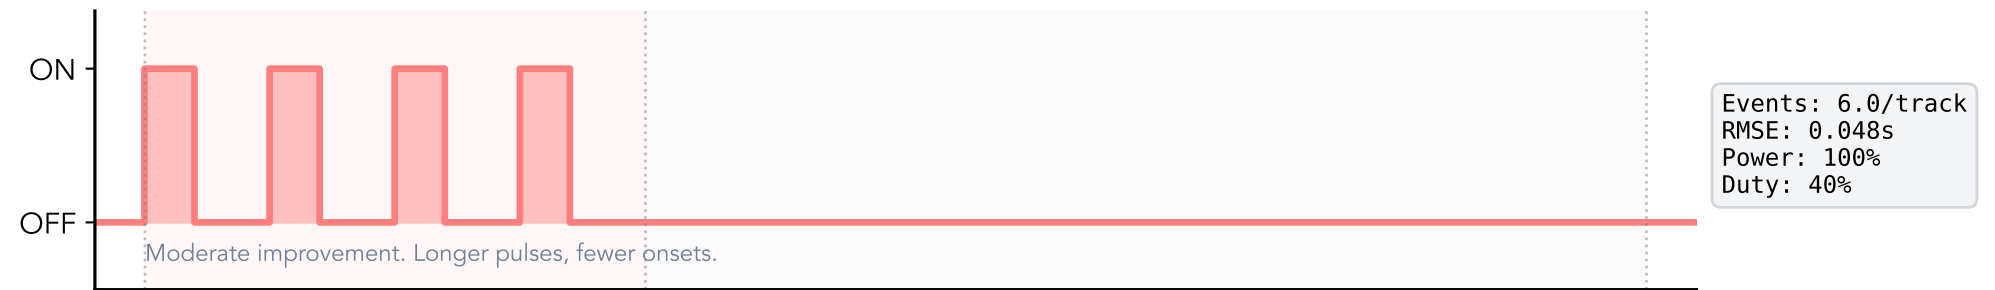 ON
OFF
Moderate improvement. Longer pulses, fewer onsets.
Events: 6.0/track
RMSE: 0.048s
Power: 100%
Duty: 40%